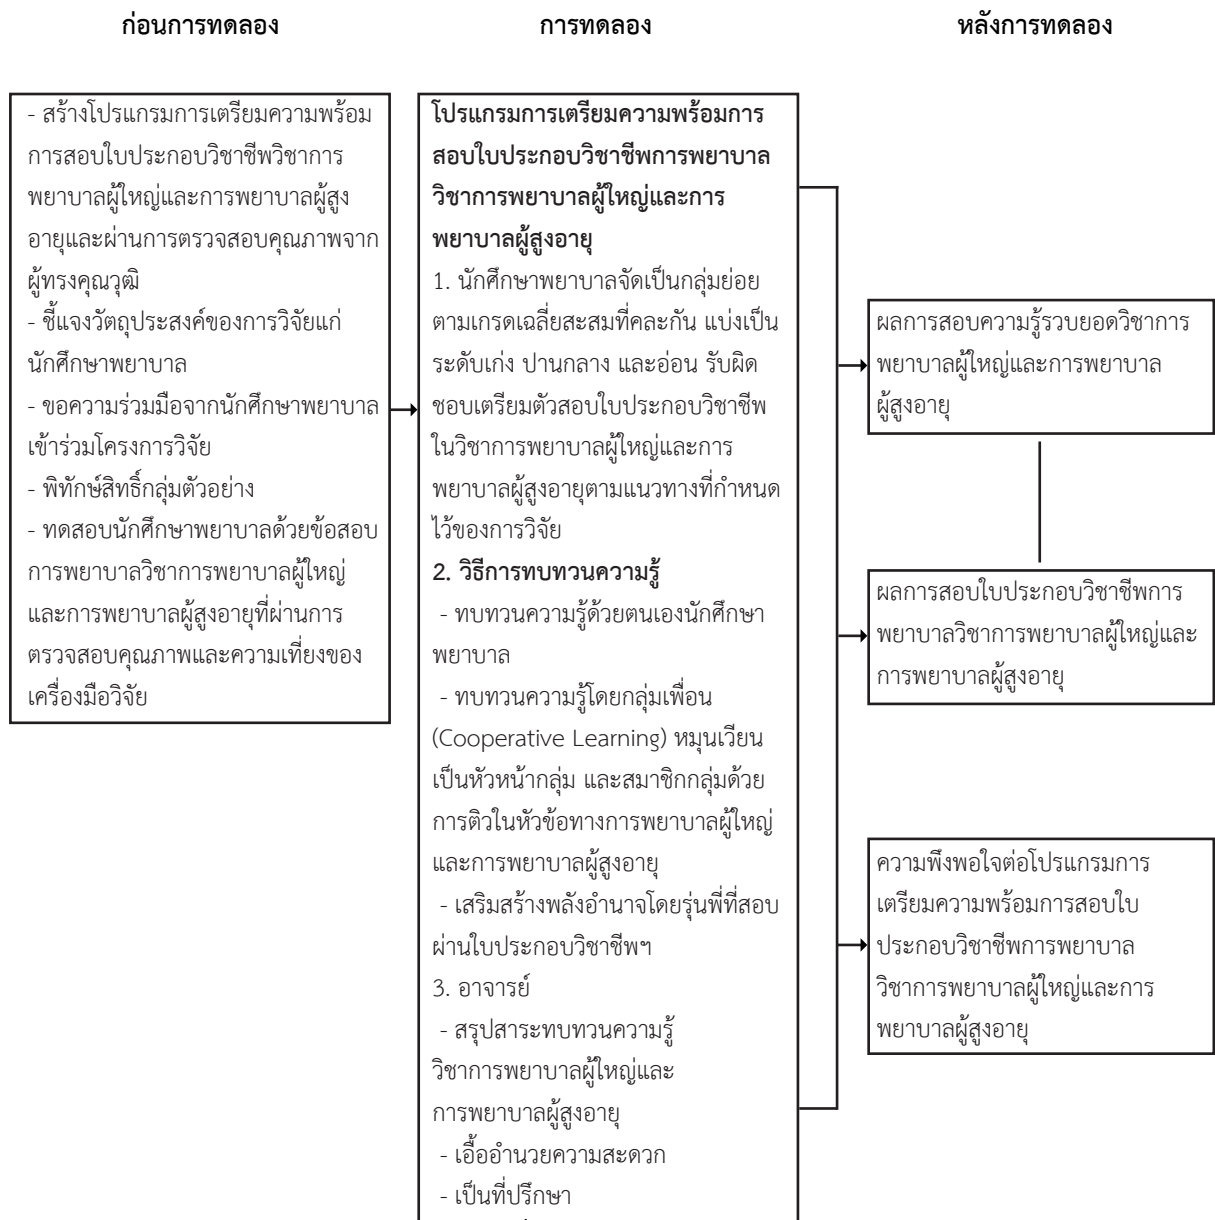 ก่อนการทดลอง
การทดลอง
หลังการทดลอง
- สร้างโปรแกรมการเตรียมความพร้อม
การสอบใบประกอบวิชาชีพวิชาการ
พยาบาลผู้ใหญ่และการพยาบาลผู้สูง
อายุและผ่านการตรวจสอบคุณภาพจาก
ผู้ทรงคุณวุฒิ
- ชี้แจงวัตถุประสงค์ของการวิจัยแก่
นักศึกษาพยาบาล
- ขอความร่วมมือจากนักศึกษาพยาบาล
เข้าร่วมโครงการวิจัย
- พิทักษ์สิทธิ์กลุ่มตัวอย่าง
- ทดสอบนักศึกษาพยาบาลด้วยข้อสอบ
การพยาบาลวิชาการพยาบาลผู้ใหญ่
และการพยาบาลผู้สูงอายุที่ผ่านการ
ตรวจสอบคุณภาพและความเที่ยงของ
เครื่องมือวิจัย
โปรแกรมการเตรียมความพร้อมการ
สอบใบประกอบวิชาชีพการพยาบาล
วิชาการพยาบาลผู้ใหญ่และการ
พยาบาลผู้สูงอายุ
1. นักศึกษาพยาบาลจัดเป็นกลุ่มย่อย
ตามเกรดเฉลี่ยสะสมที่คละกัน แบ่งเป็น
ระดับเก่ง ปานกลาง และอ่อน รับผิด
ชอบเตรียมตัวสอบใบประกอบวิชาชีพ
ในวิชาการพยาบาลผู้ใหญ่และการ
พยาบาลผู้สูงอายุตามแนวทางที่กำหนด
ไว้ของการวิจัย
2. วิธีการทบทวนความรู้
- ทบทวนความรู้ด้วยตนเองนักศึกษา
พยาบาล
- ทบทวนความรู้โดยกลุ่มเพื่อน
(Cooperative Learning) หมุนเวียน
เป็นหัวหน้ากลุ่ม และสมาชิกกลุ่มด้วย
การติวในหัวข้อทางการพยาบาลผู้ใหญ่
และการพยาบาลผู้สูงอายุ
- เสริมสร้างพลังอำนาจโดยรุ่นพี่ที่สอบ
ผ่านใบประกอบวิชาชีพฯ
3. อาจารย์
- สรุปสาระทบทวนความรู้
วิชาการพยาบาลผู้ใหญ่และ
การพยาบาลผู้สูงอายุ
- เอื้ออำนวยความสะดวก
- เป็นที่ปรึกษา
ผลการสอบความรู้รวบยอดวิชาการ
พยาบาลผู้ใหญ่และการพยาบาล
ผู้สูงอายุ
ผลการสอบใบประกอบวิชาชีพการ
พยาบาลวิชาการพยาบาลผู้ใหญ่และ
การพยาบาลผู้สูงอายุ
ความพึงพอใจต่อโปรแกรมการ
เตรียมความพร้อมการสอบใบ
ประกอบวิชาชีพการพยาบาล
วิชาการพยาบาลผู้ใหญ่และการ
พยาบาลผู้สูงอายุ